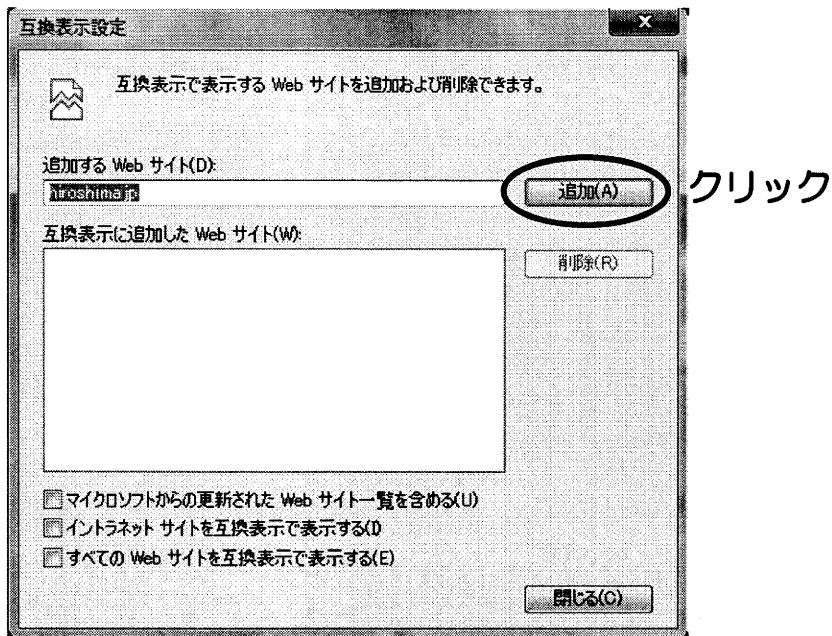 互換表示設定
互換表示で表示する Web サイトを追加および削除できます。
追加する Web サイト(D):
hiroshima.jp
追加(A)
クリック
互換表示に追加した Web サイト(W):
削除(R)
マイクロソフトからの更新された Web サイト一覧を含める(U)
イントラネット サイトを互換表示で表示する(I)
すべての Web サイトを互換表示で表示する(E)
閉じる(C)